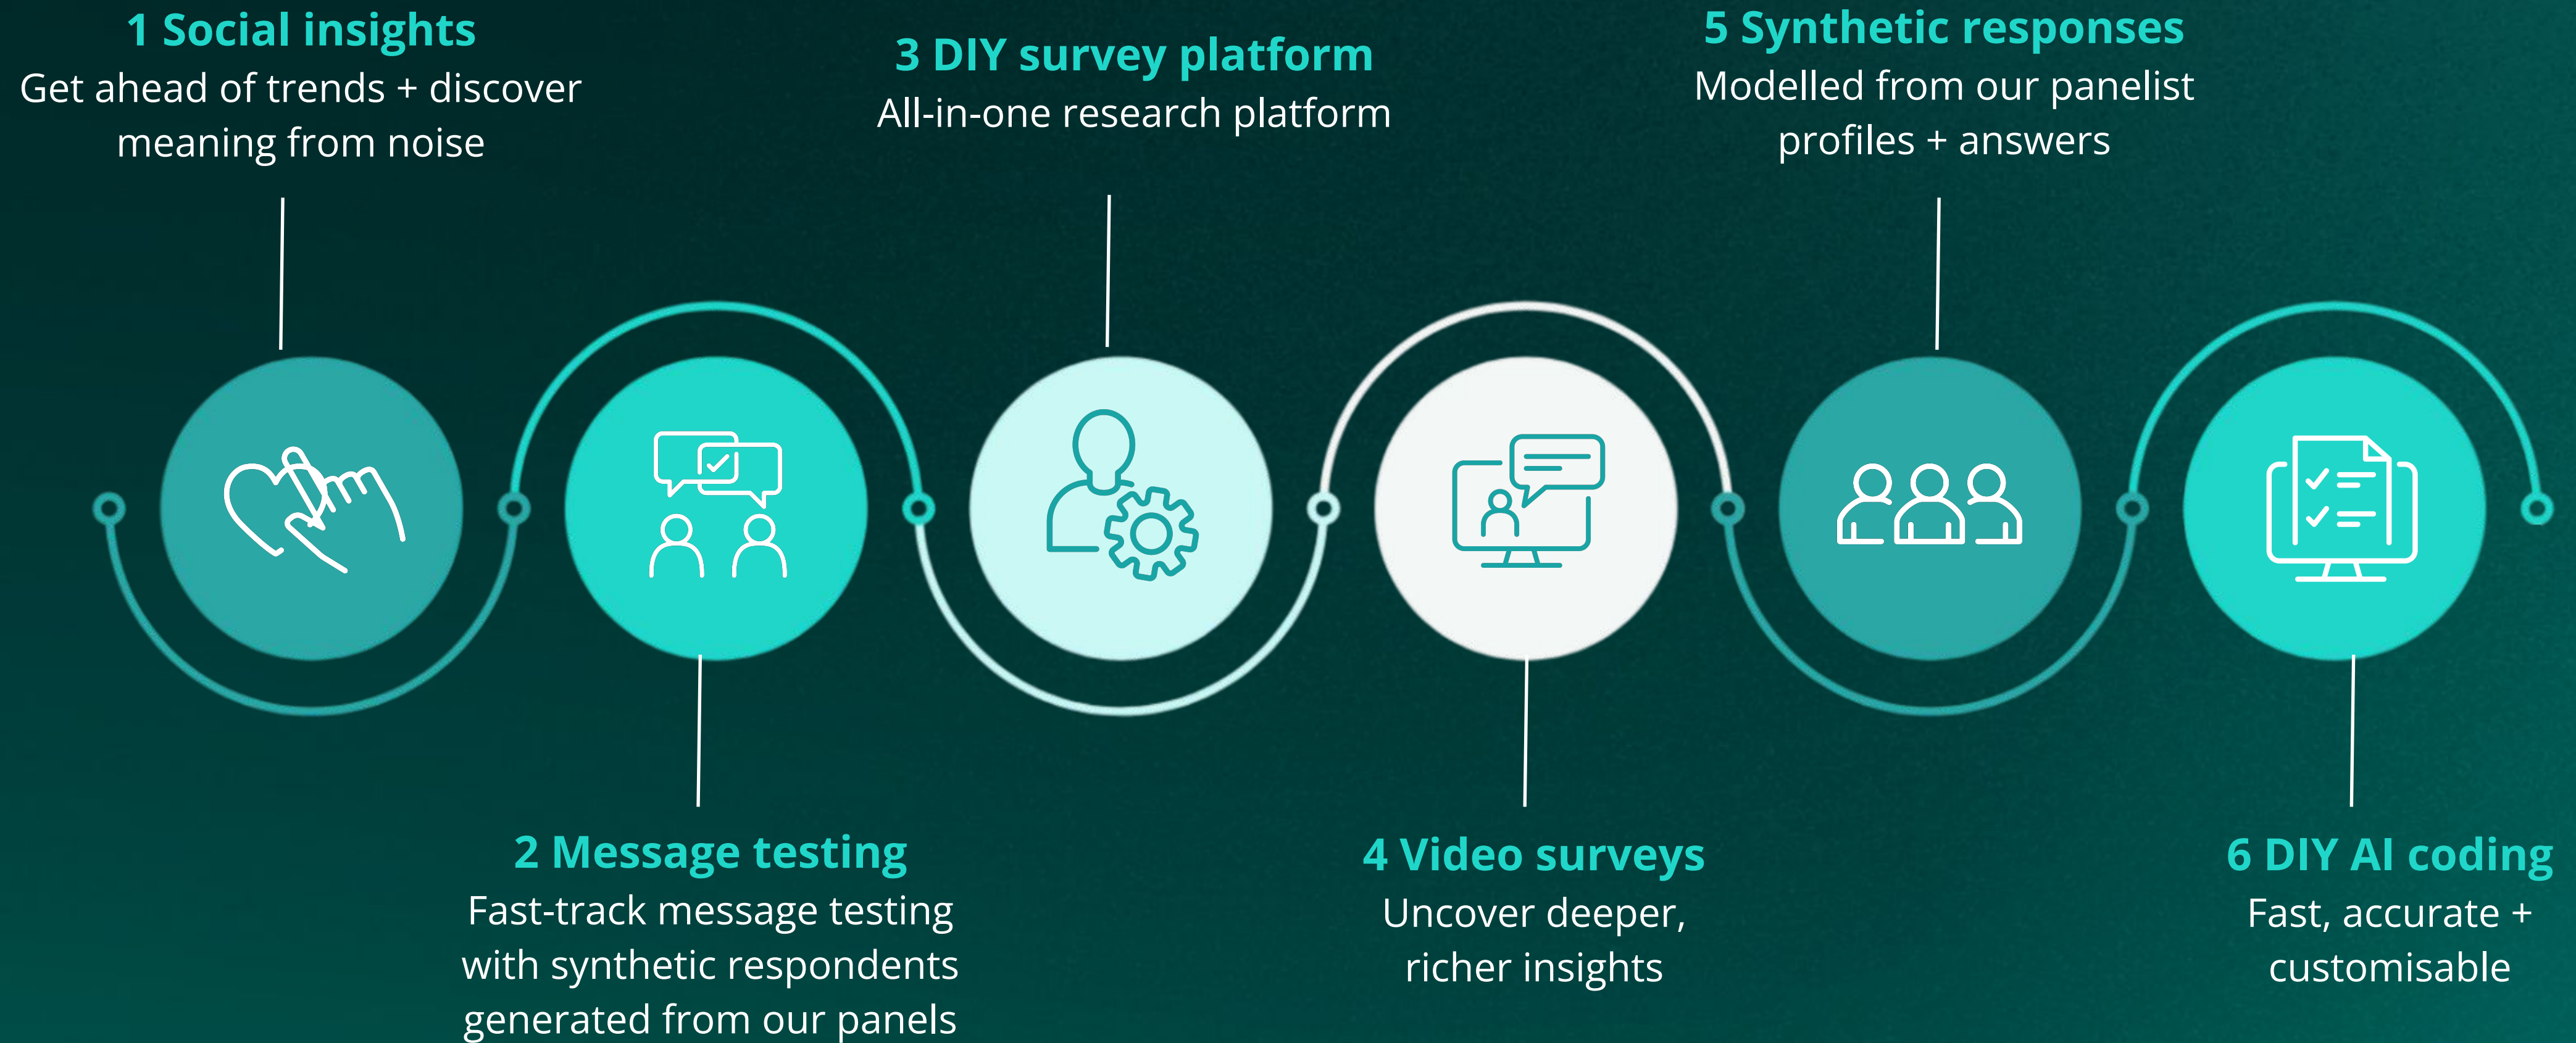 1 Social insights
Get ahead of trends + discover
meaning from noise
2 Message testing
Fast-track message testing
with synthetic respondents
generated from our panels
3 DIY survey platform
All-in-one research platform
4 Video surveys
Uncover deeper,
richer insights
5 Synthetic responses
Modelled from our panelist
profiles + answers
6 DIY AI coding
Fast, accurate +
customisable